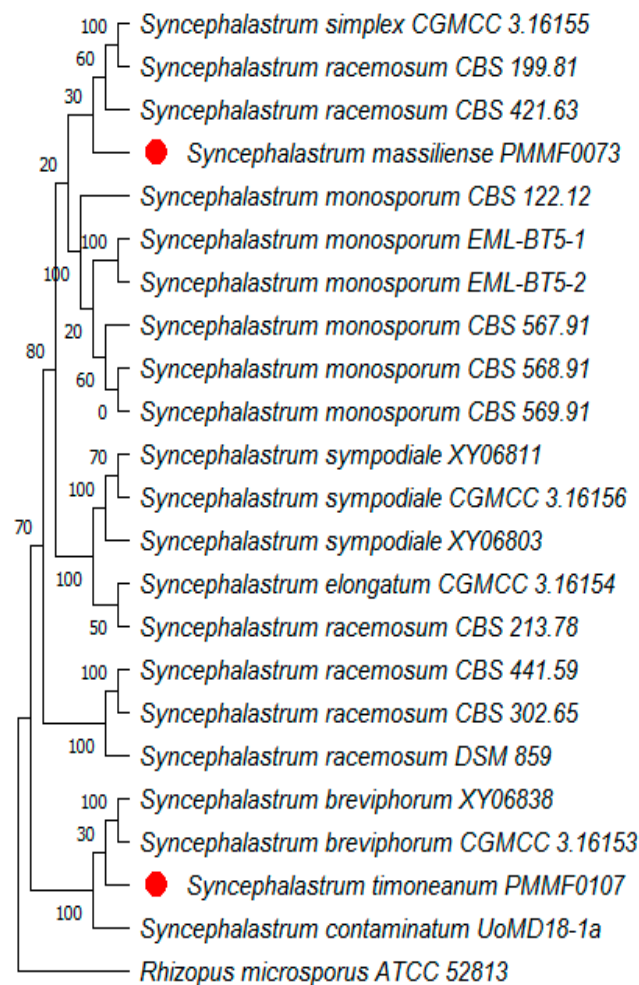 100
Syncephalastrum simplex CGMCC 3.16155
60
Syncephalastrum racemosum CBS 199.81
30
Syncephalastrum racemosum CBS 421.63
20
Syncephalastrum massiliense PMMF0073
Syncephalastrum monosporum CBS 122.12
100
Syncephalastrum monosporum EML-BT5-1
100
Syncephalastrum monosporum EML-BT5-2
20
Syncephalastrum monosporum CBS 567.91
80
Syncephalastrum monosporum CBS 568.91
60
0
Syncephalastrum monosporum CBS 569.91
70
Syncephalastrum sympodiale XY06811
100
Syncephalastrum sympodiale CGMCC 3.16156
70
Syncephalastrum sympodiale XY06803
100
Syncephalastrum elongatum CGMCC 3.16154
50
Syncephalastrum racemosum CBS 213.78
100
Syncephalastrum racemosum CBS 441.59
Syncephalastrum racemosum CBS 302.65
100
Syncephalastrum racemosum DSM 859
100
Syncephalastrum breviphorum XY06838
30
Syncephalastrum breviphorum CGMCC 3.16153
Syncephalastrum timoneanum PMMF0107
100
Syncephalastrum contaminatum UoMD18-1a
Rhizopus microsporus ATCC 52813